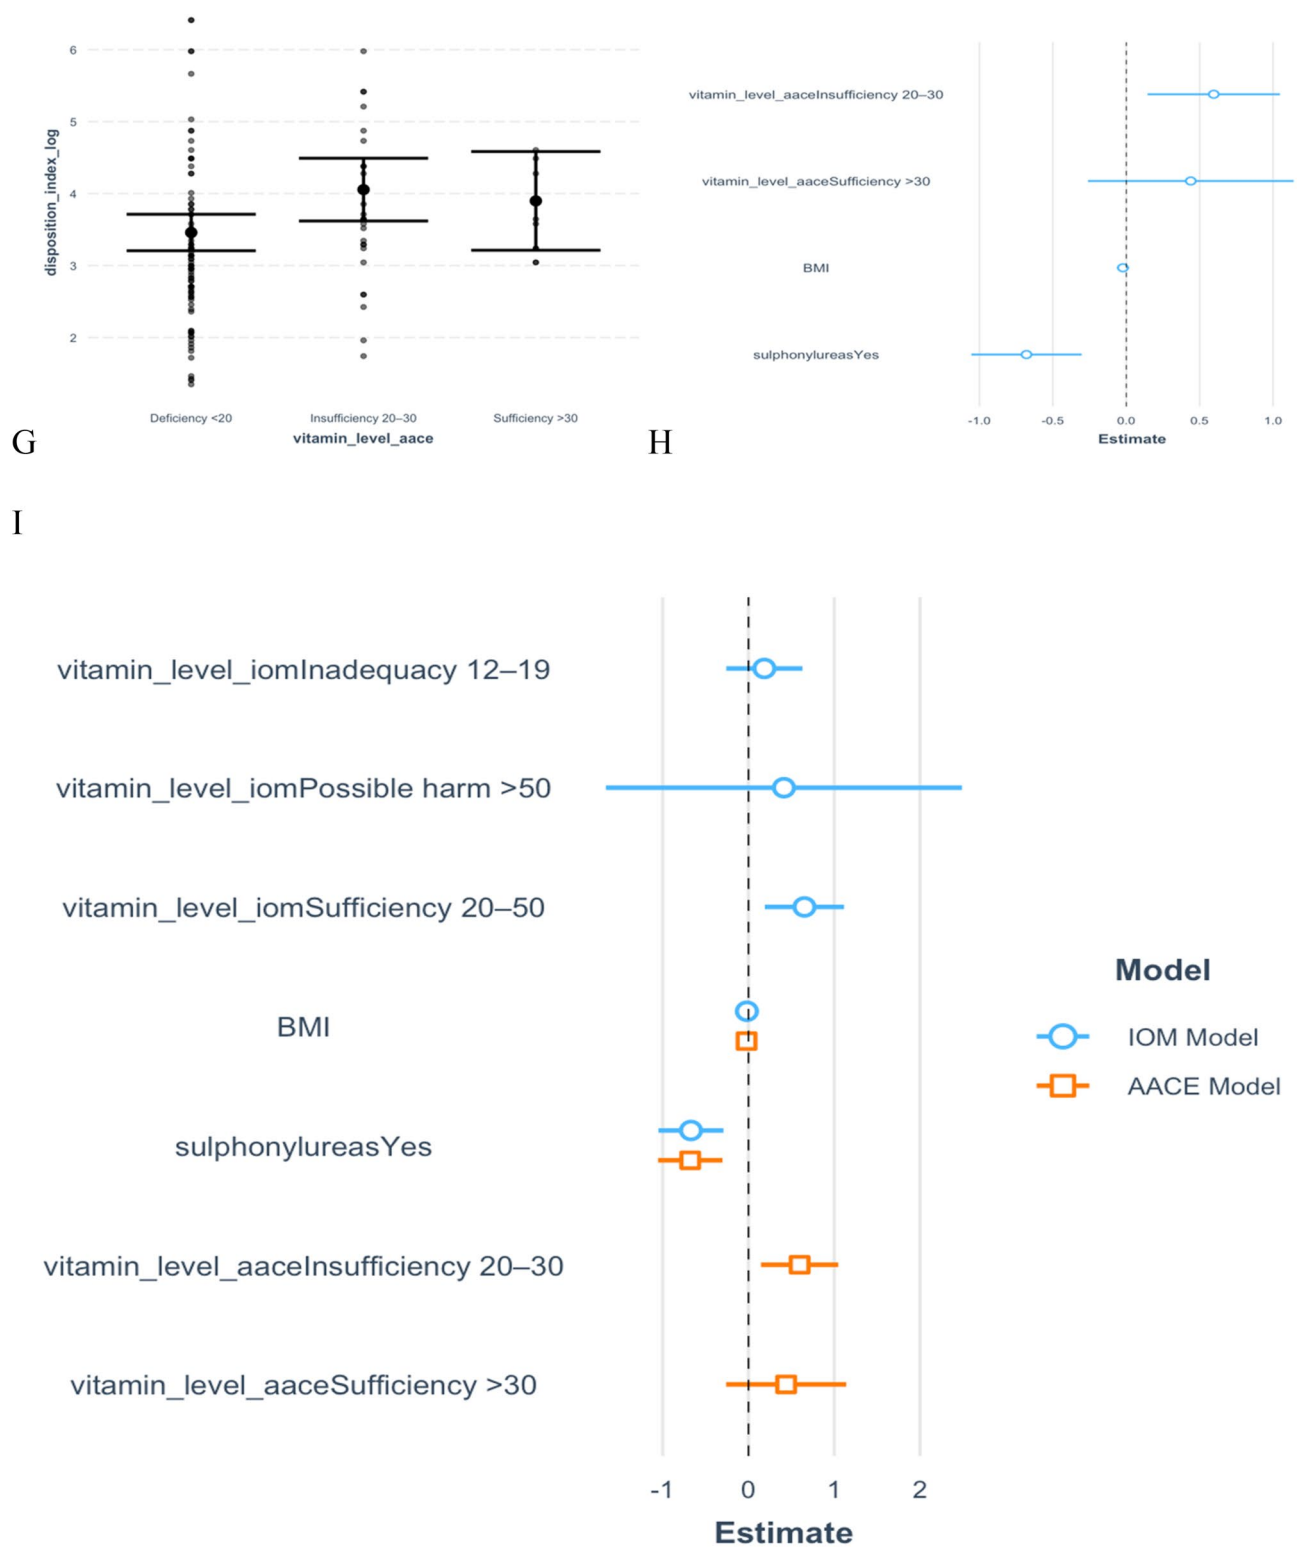 6
5
4
3
2
disposition_index_log
Deficiency <20
Insufficiency 20–30
Sufficiency >30
vitamin_level_aace
G
vitamin_level_aaceInsufficiency 20–30
vitamin_level_aaceSufficiency >30
BMI
sulphonylureasYes
-1.0
-0.5
0.0
0.5
1.0
Estimate
H
I
vitamin_level_iomInadequacy 12–19
vitamin_level_iomPossible harm >50
vitamin_level_iomSufficiency 20–50
BMI
sulphonylureasYes
vitamin_level_aaceInsufficiency 20–30
vitamin_level_aaceSufficiency >30
-1
0
1
2
Estimate
Model
IOM Model
AACE Model